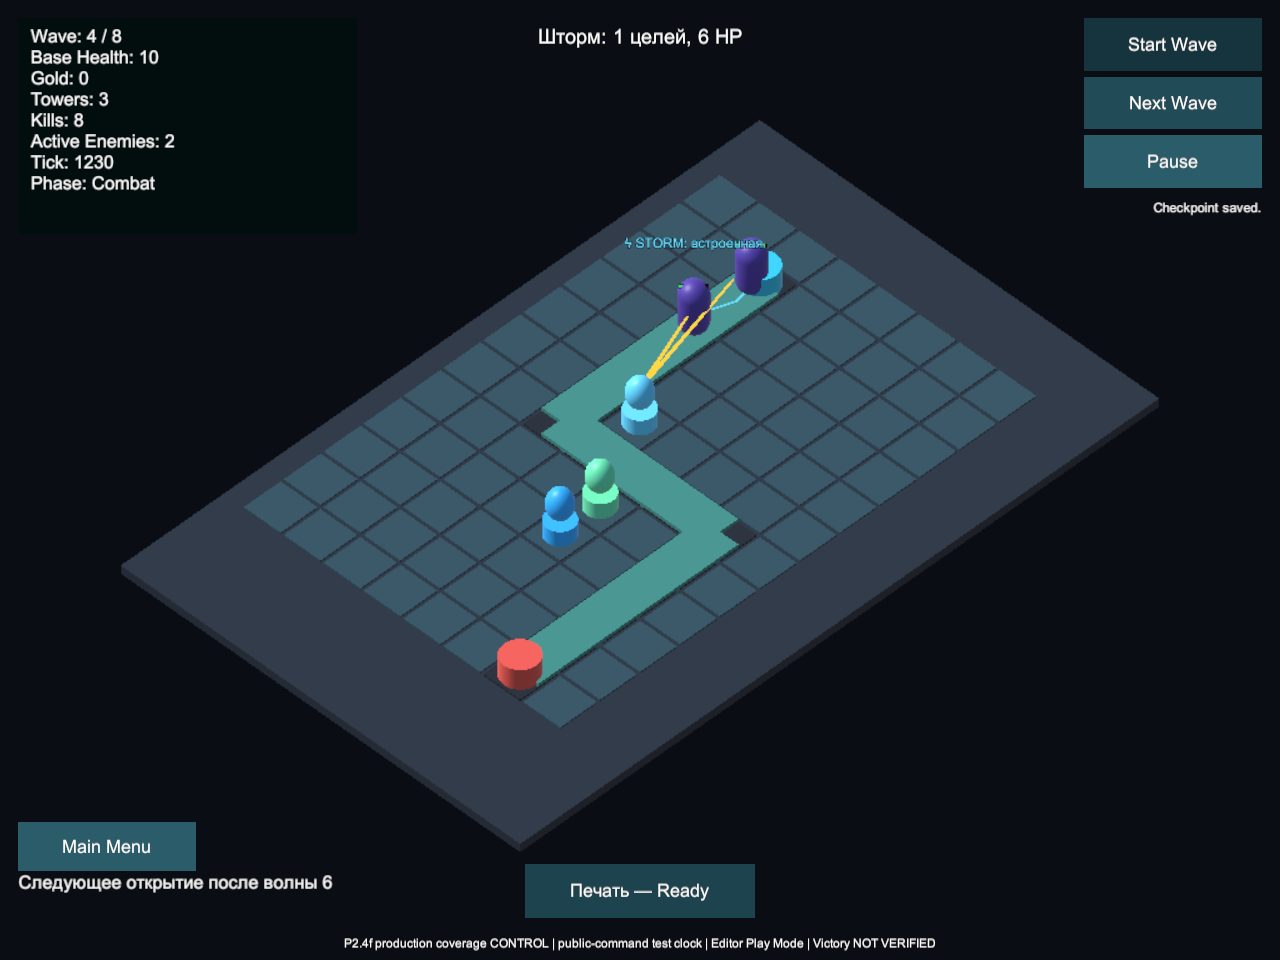 Wave: 4 / 8
Base Health: 10
Gold: 0
Towers: 3
Kills: 8
Active Enemies: 2
Tick: 1230
Phase: Combat
Шторм: 1 целей, 6 HP
Start Wave
Next Wave
Pause
Checkpoint saved.
ϟ STORM: встроенная
Main Menu
Следующее открытие после волны 6
Печать — Ready
P2.4f production coverage CONTROL | public-command test clock | Editor Play Mode | Victory NOT VERIFIED